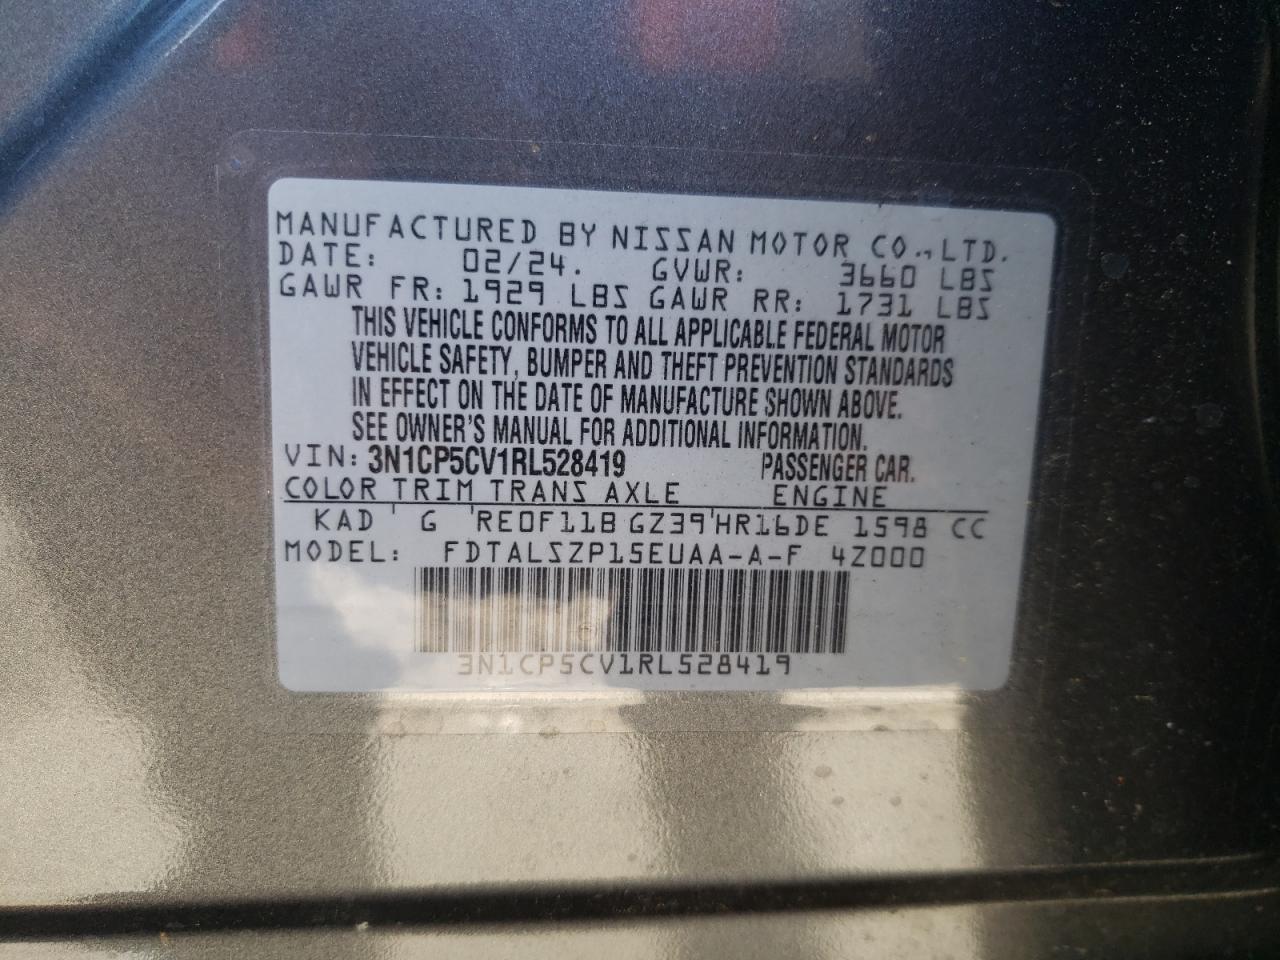 MANUFACTURED BY NISSAN MOTOR CO., LTD.
DATE: 02/24. GVWR: 3660 LBS
GAWR FR: 1929 LBS GAWR RR: 1731 LBS
THIS VEHICLE CONFORMS TO ALL APPLICABLE FEDERAL MOTOR
VEHICLE SAFETY, BUMPER AND THEFT PREVENTION STANDARDS
IN EFFECT ON THE DATE OF MANUFACTURE SHOWN ABOVE.
SEE OWNER'S MANUAL FOR ADDITIONAL INFORMATION.
VIN: 3N1CP5CV1RL528419 PASSENGER CAR.
COLOR TRIM TRANS AXLE ENGINE
KAD ' G 'RE0F11B GZ39'HR16DE 1598 CC
MODEL: FDTALSZP15EUAA-A-F 4Z000
3N1CP5CV1RL528419